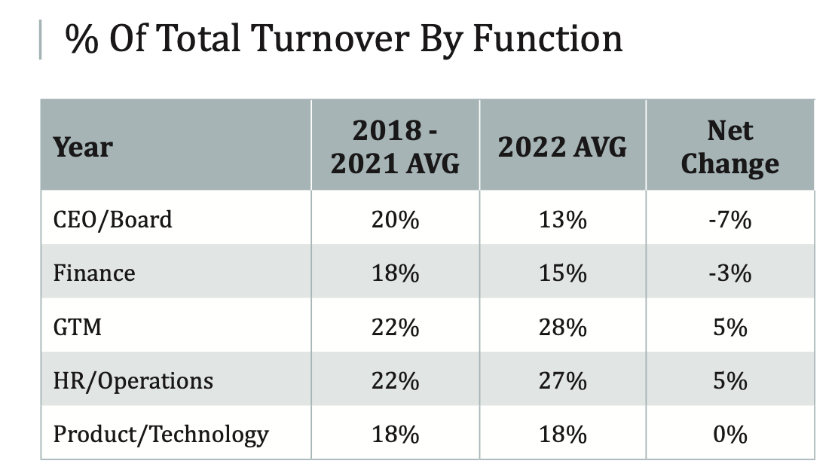 % Of Total Turnover By Function
Year 2018 - 2021 AVG 2022 AVG Net Change
CEO/Board 20% 13% -7%
Finance 18% 15% -3%
GTM 22% 28% 5%
HR/Operations 22% 27% 5%
Product/Technology 18% 18% 0%